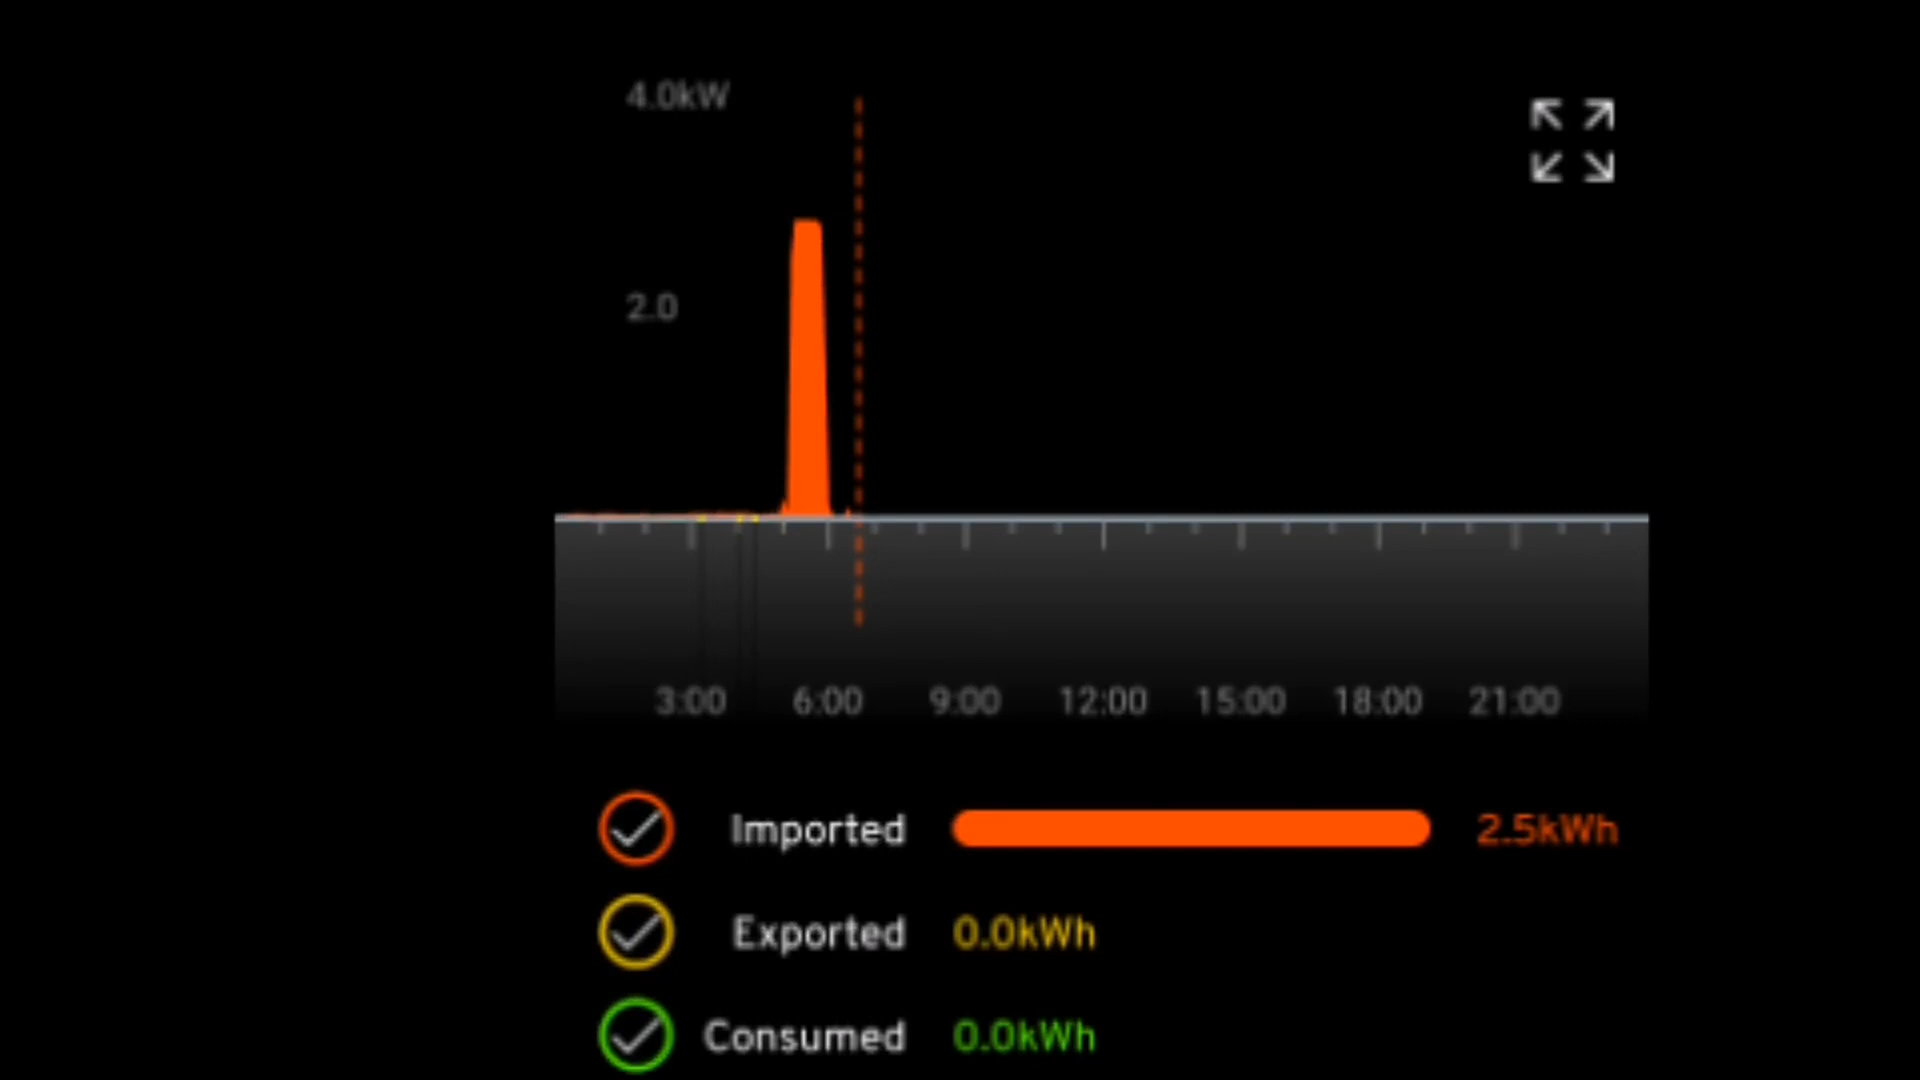 4.0kW
2.0
3:00 6:00 9:00 12:00 15:00 18:00 21:00
Imported 2.5kWh
Exported 0.0kWh
Consumed 0.0kWh